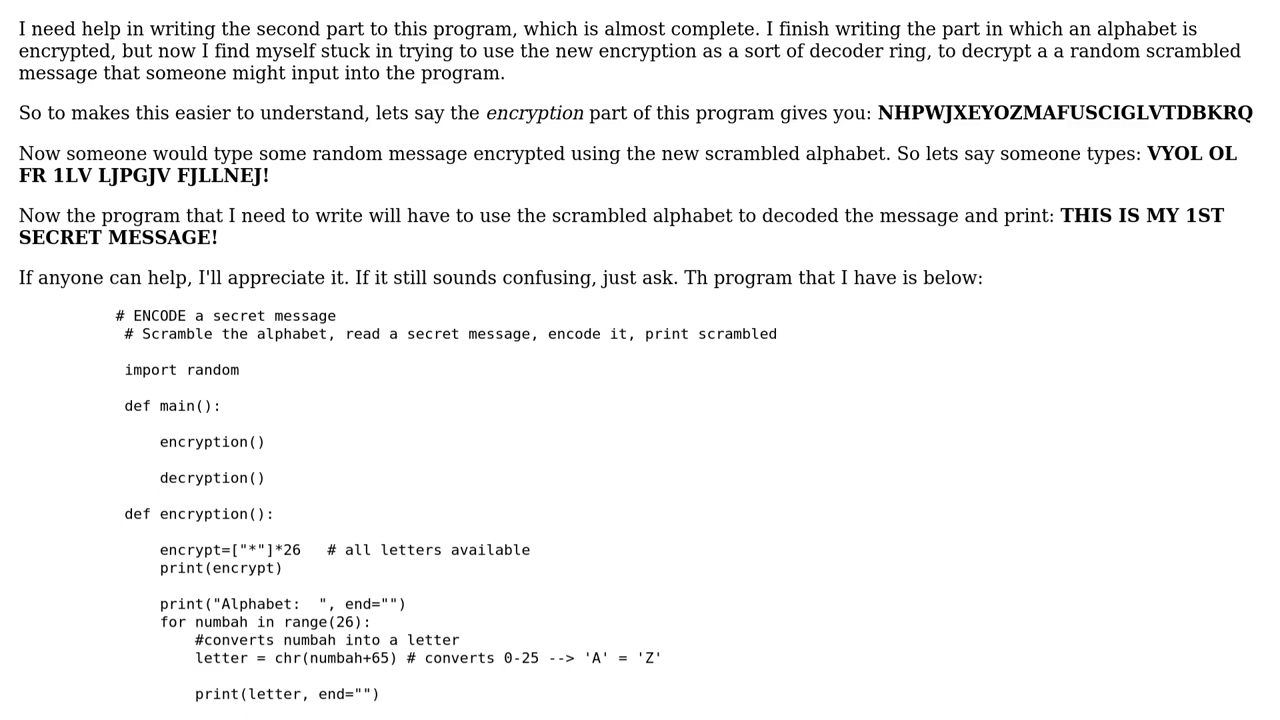 I need help in writing the second part to this program, which is almost complete. I finish writing the part in which an alphabet is
encrypted, but now I find myself stuck in trying to use the new encryption as a sort of decoder ring, to decrypt a a random scrambled
message that someone might input into the program.
So to makes this easier to understand, lets say the encryption part of this program gives you: NHPWJXEYOZMAFUSCIGLVTDBKRQ
Now someone would type some random message encrypted using the new scrambled alphabet. So lets say someone types: VYOL OL
FR 1LV LJPGJV FJLLNEJ!
Now the program that I need to write will have to use the scrambled alphabet to decoded the message and print: THIS IS MY 1ST
SECRET MESSAGE!
If anyone can help, I'll appreciate it. If it still sounds confusing, just ask. Th program that I have is below:
# ENCODE a secret message
# Scramble the alphabet, read a secret message, encode it, print scrambled
import random
def main():
encryption()
decryption()
def encryption():
encrypt=["*"]*26   # all letters available
print(encrypt)
print("Alphabet:  ", end="")
for numbah in range(26):
#converts numbah into a letter
letter = chr(numbah+65) # converts 0-25 --> 'A' = 'Z'
print(letter, end="")